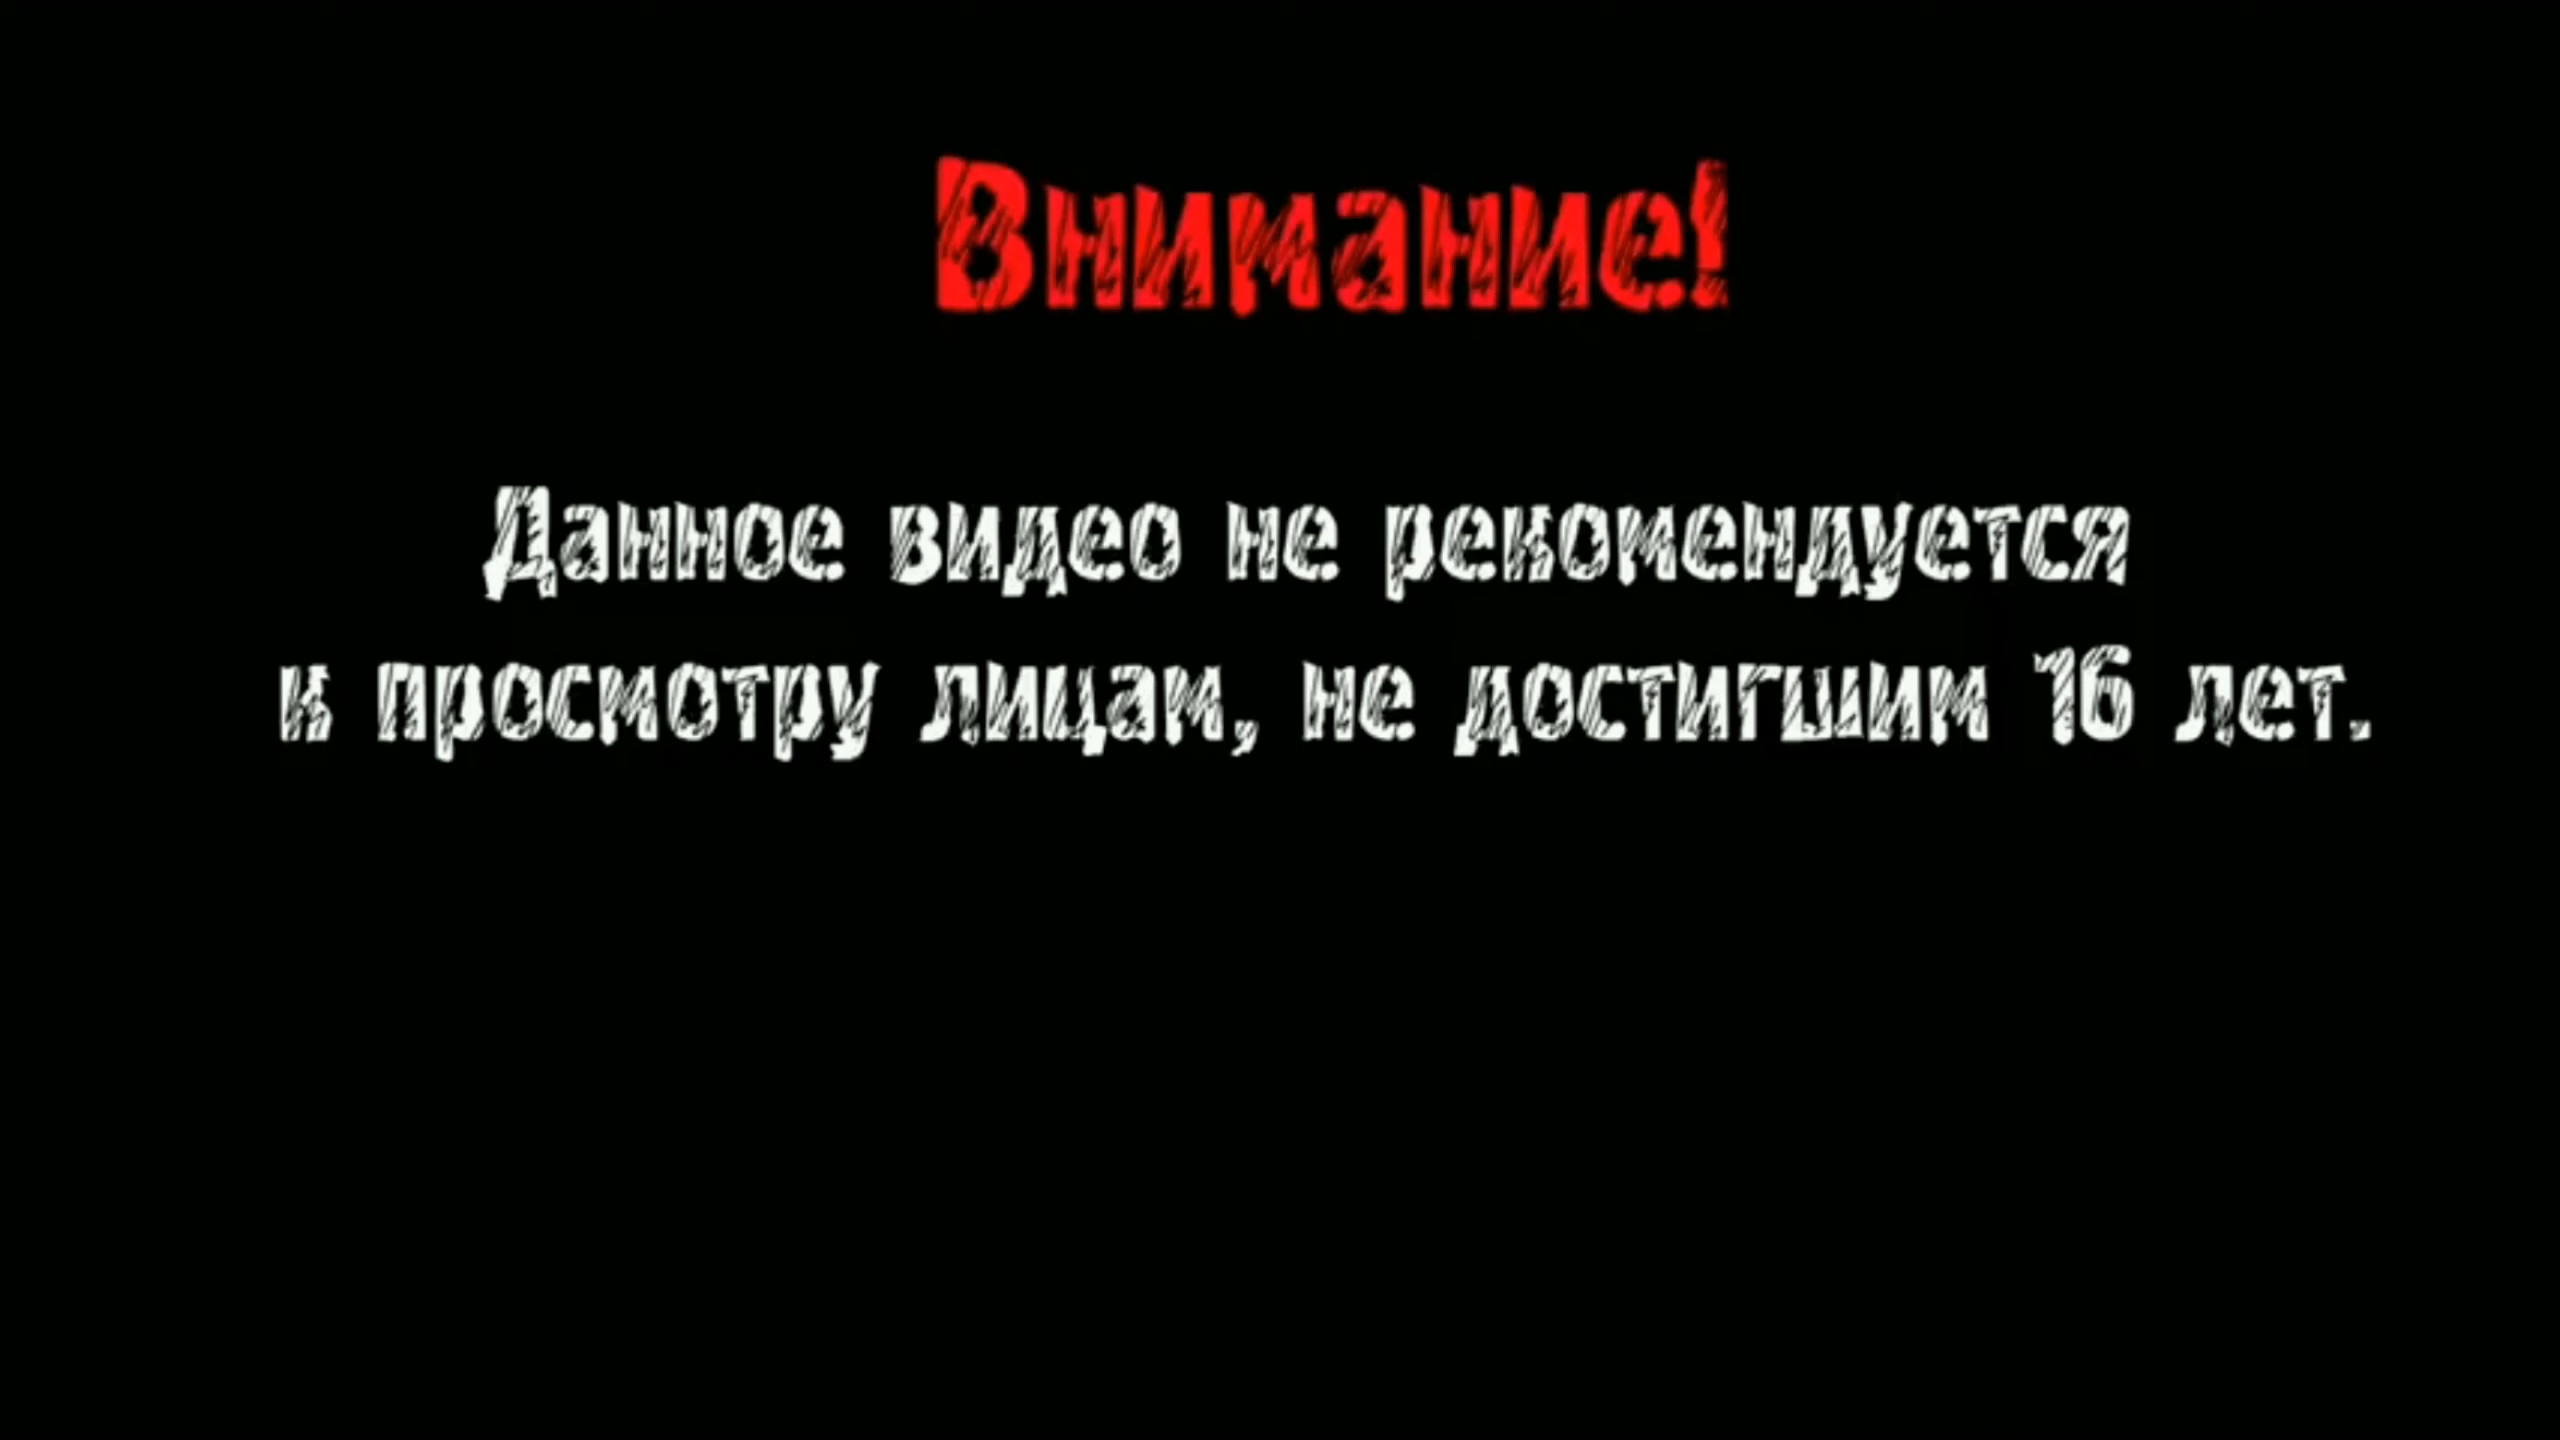 Внимание!
Данное видео не рекомендуется
к просмотру лицам, не достигшим 16 лет.